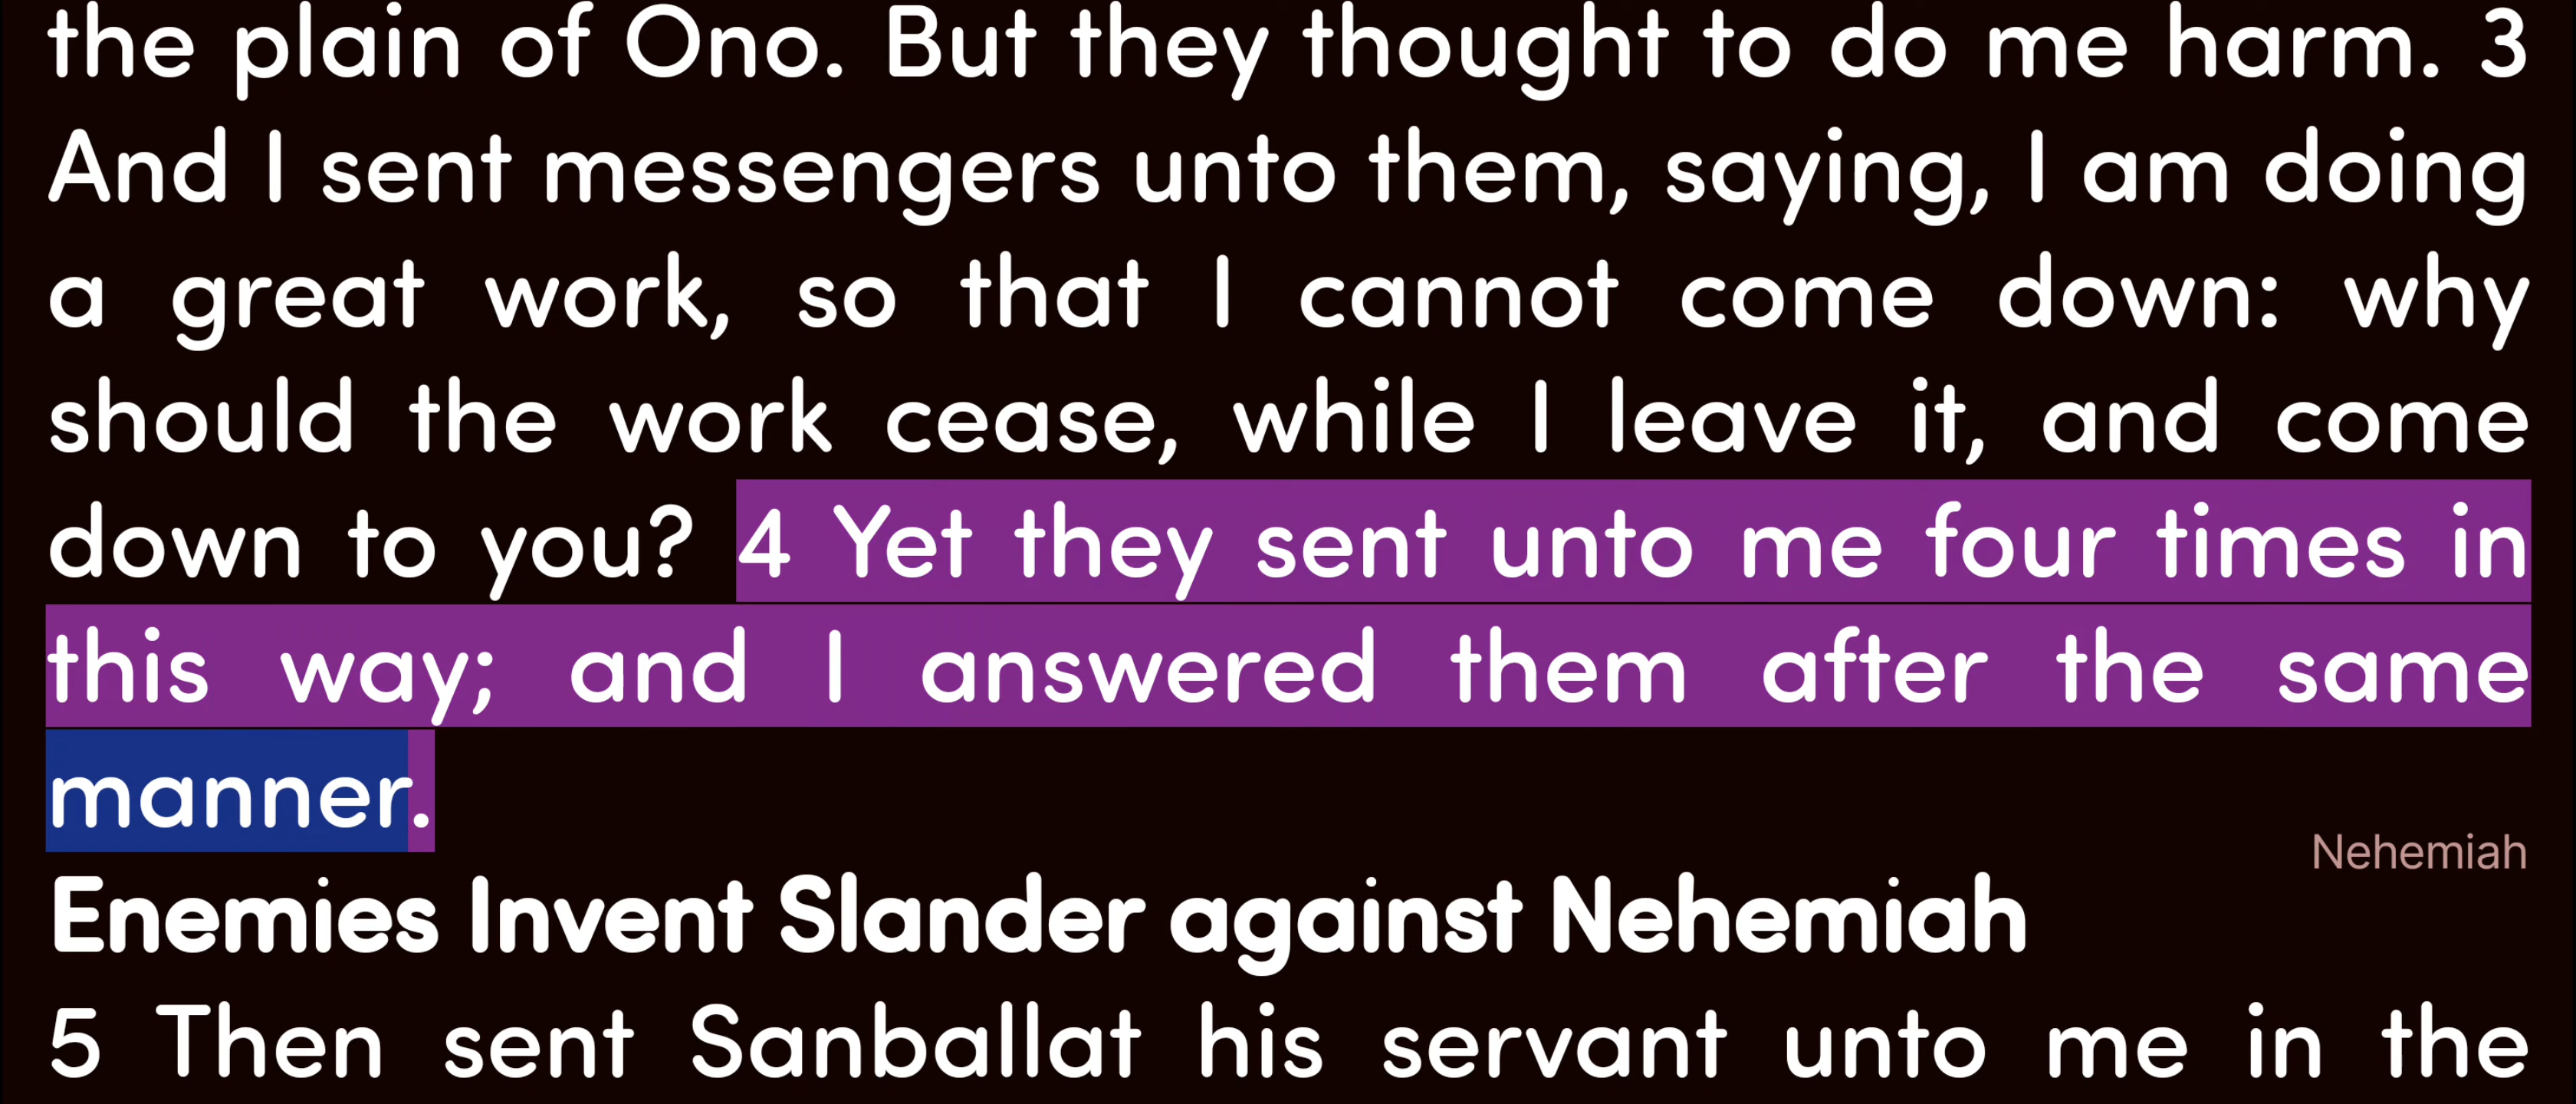 the plain of Ono. But they thought to do me harm. 3
And I sent messengers unto them, saying, I am doing
a great work, so that I cannot come down: why
should the work cease, while I leave it, and come
down to you? 4 Yet they sent unto me four times in
this way; and I answered them after the same
manner.
Nehemiah
Enemies Invent Slander against Nehemiah
5 Then sent Sanballat his servant unto me in the